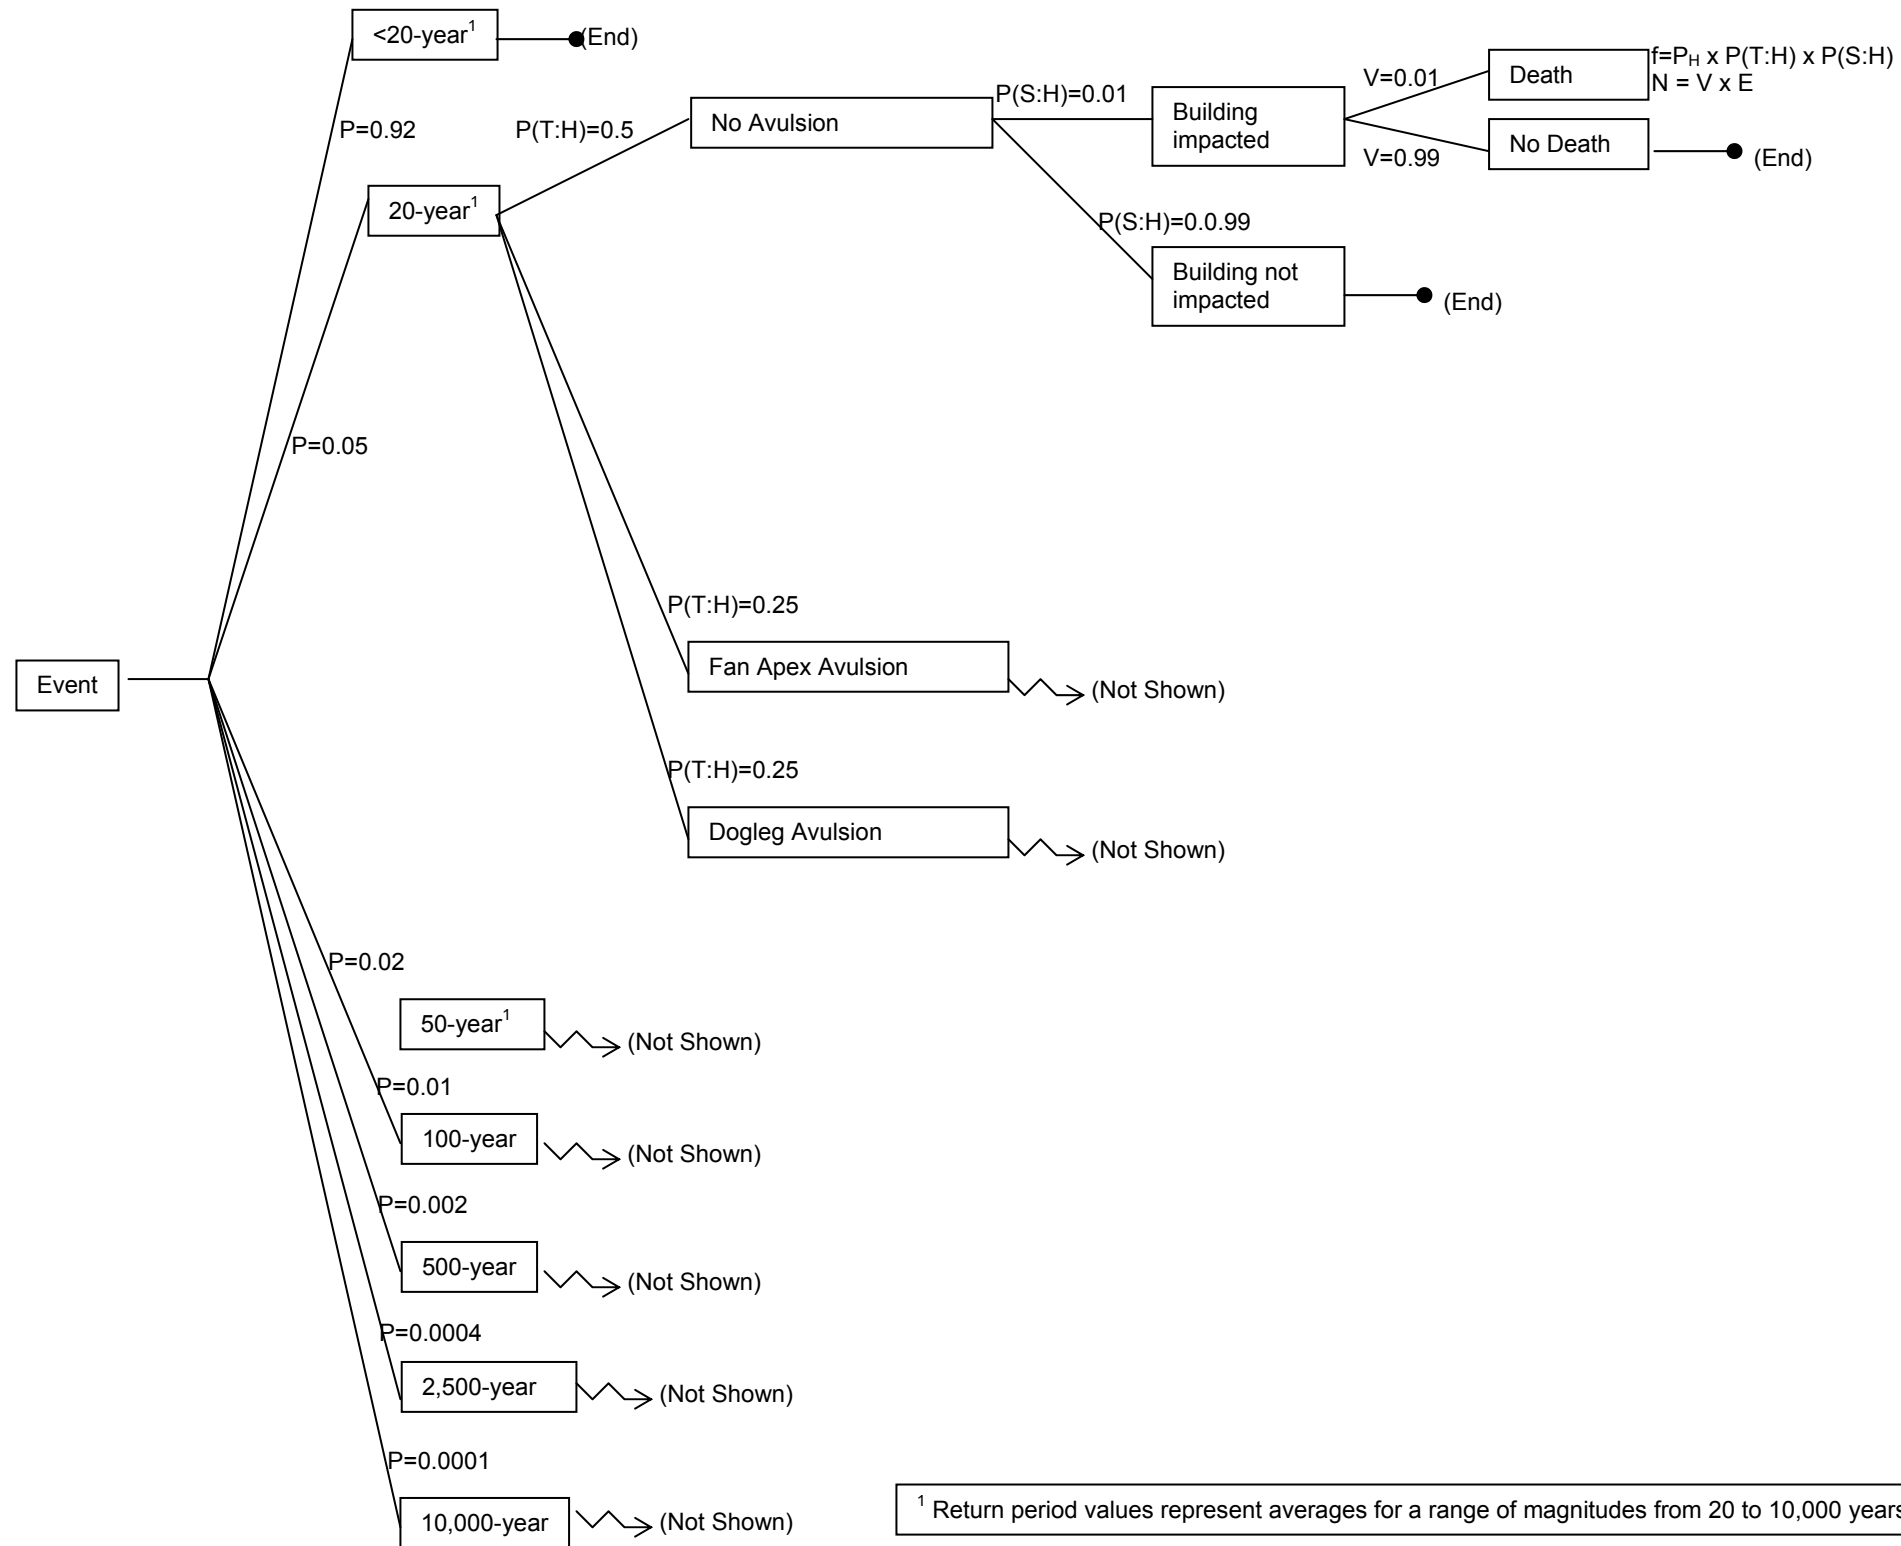 <20-year¹
(End)
P=0.92
P(T:H)=0.5
No Avulsion
P(S:H)=0.01
Building
impacted
V=0.01
Death
f=P_H x P(T:H) x P(S:H)
N = V x E
V=0.99
No Death
(End)
20-year¹
P(S:H)=0.0.99
Building not
impacted
(End)
P=0.05
P(T:H)=0.25
Fan Apex Avulsion
(Not Shown)
Event
P(T:H)=0.25
Dogleg Avulsion
(Not Shown)
P=0.02
50-year¹
(Not Shown)
P=0.01
100-year
(Not Shown)
P=0.002
500-year
(Not Shown)
P=0.0004
2,500-year
(Not Shown)
P=0.0001
10,000-year
(Not Shown)
¹ Return period values represent averages for a range of magnitudes from 20 to 10,000 years